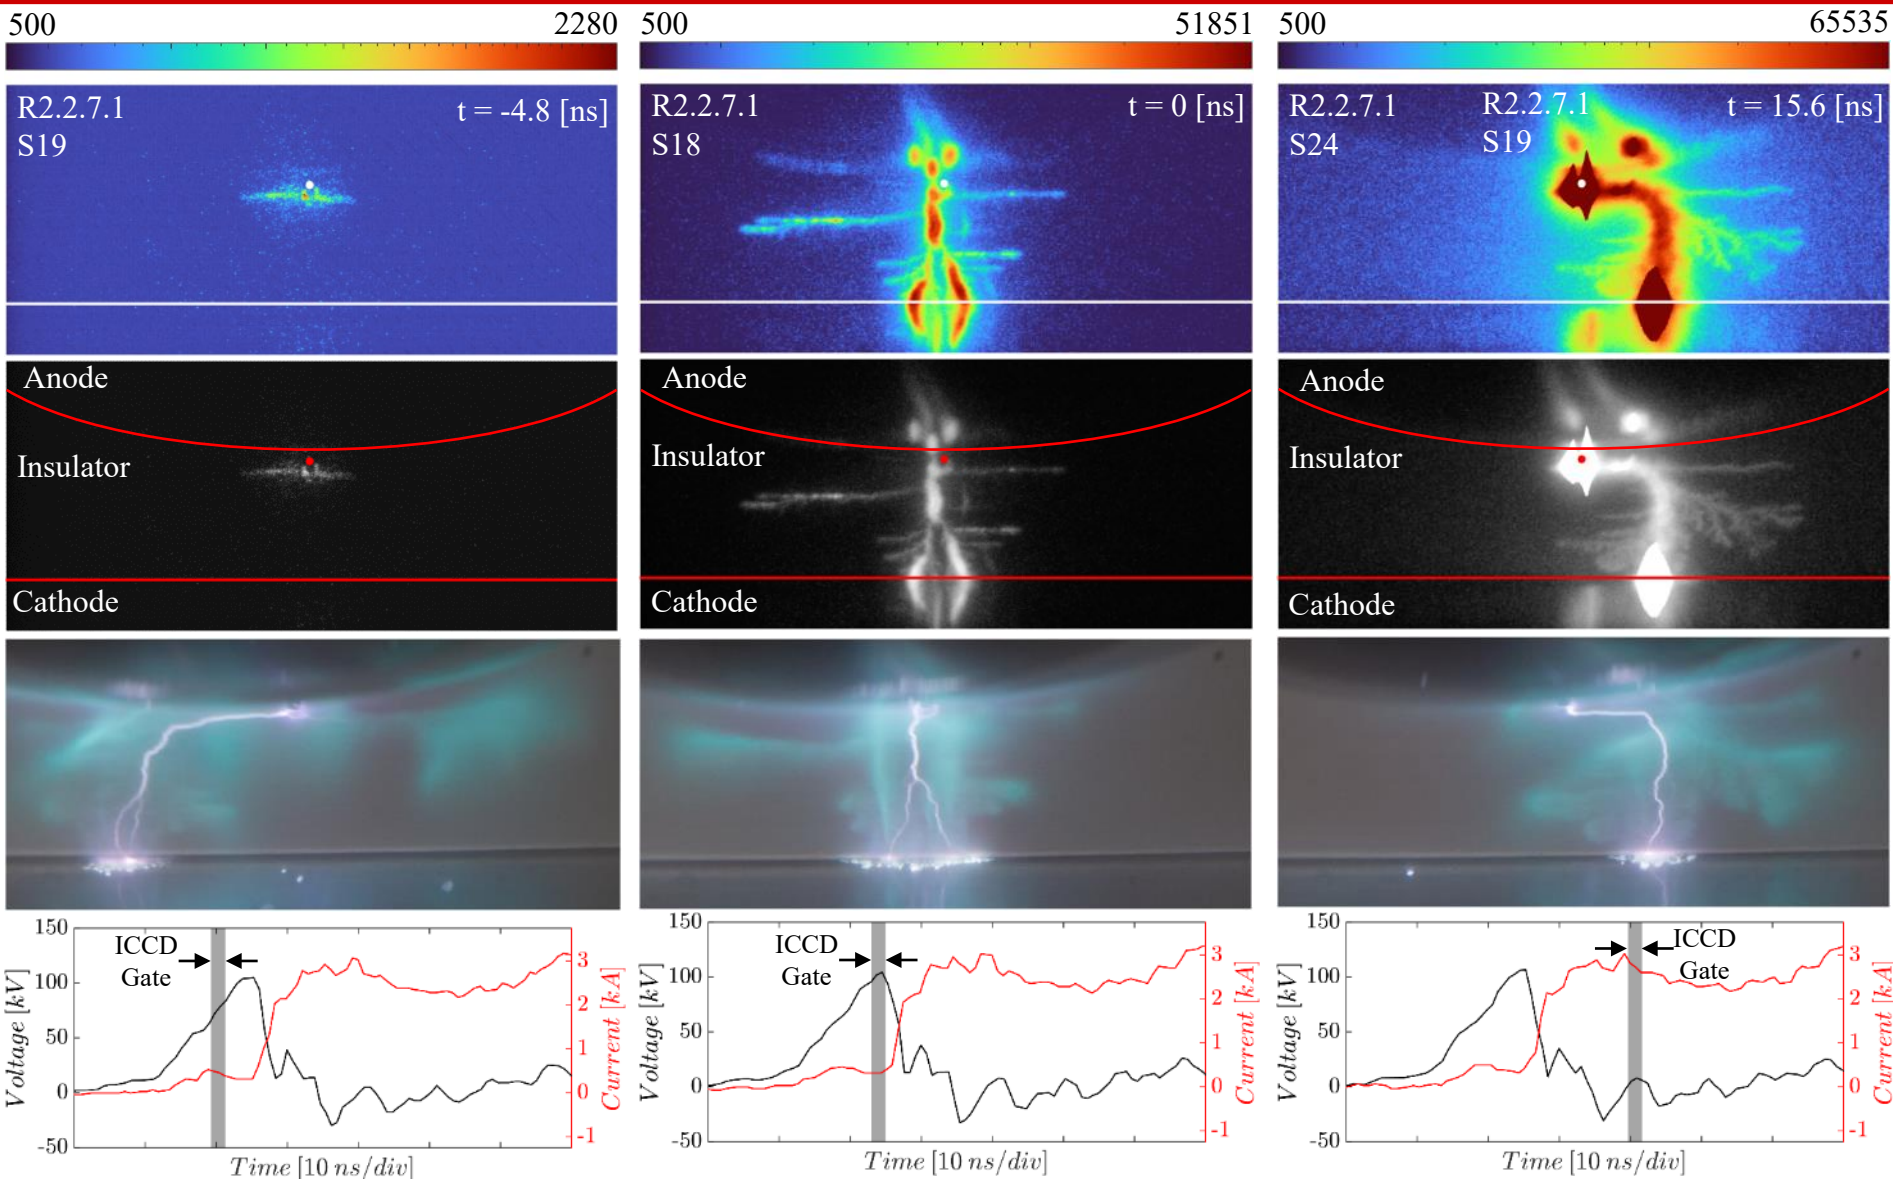 500 2280
500 51851
500 65535
R2.2.7.1 t = -4.8 [ns]
S19
R2.2.7.1 t = 0 [ns]
S18
R2.2.7.1 R2.2.7.1 t = 15.6 [ns]
S24 S19
Anode
Insulator
Cathode
Anode
Insulator
Cathode
Anode
Insulator
Cathode
150
100
50
0
-50
Voltage [kV]
ICCD
Gate
3
2
1
0
-1
Current [kA]
Time [10 ns/div]
150
100
50
0
-50
Voltage [kV]
ICCD
Gate
3
2
1
0
-1
Current [kA]
Time [10 ns/div]
150
100
50
0
-50
Voltage [kV]
ICCD
Gate
3
2
1
0
-1
Current [kA]
Time [10 ns/div]